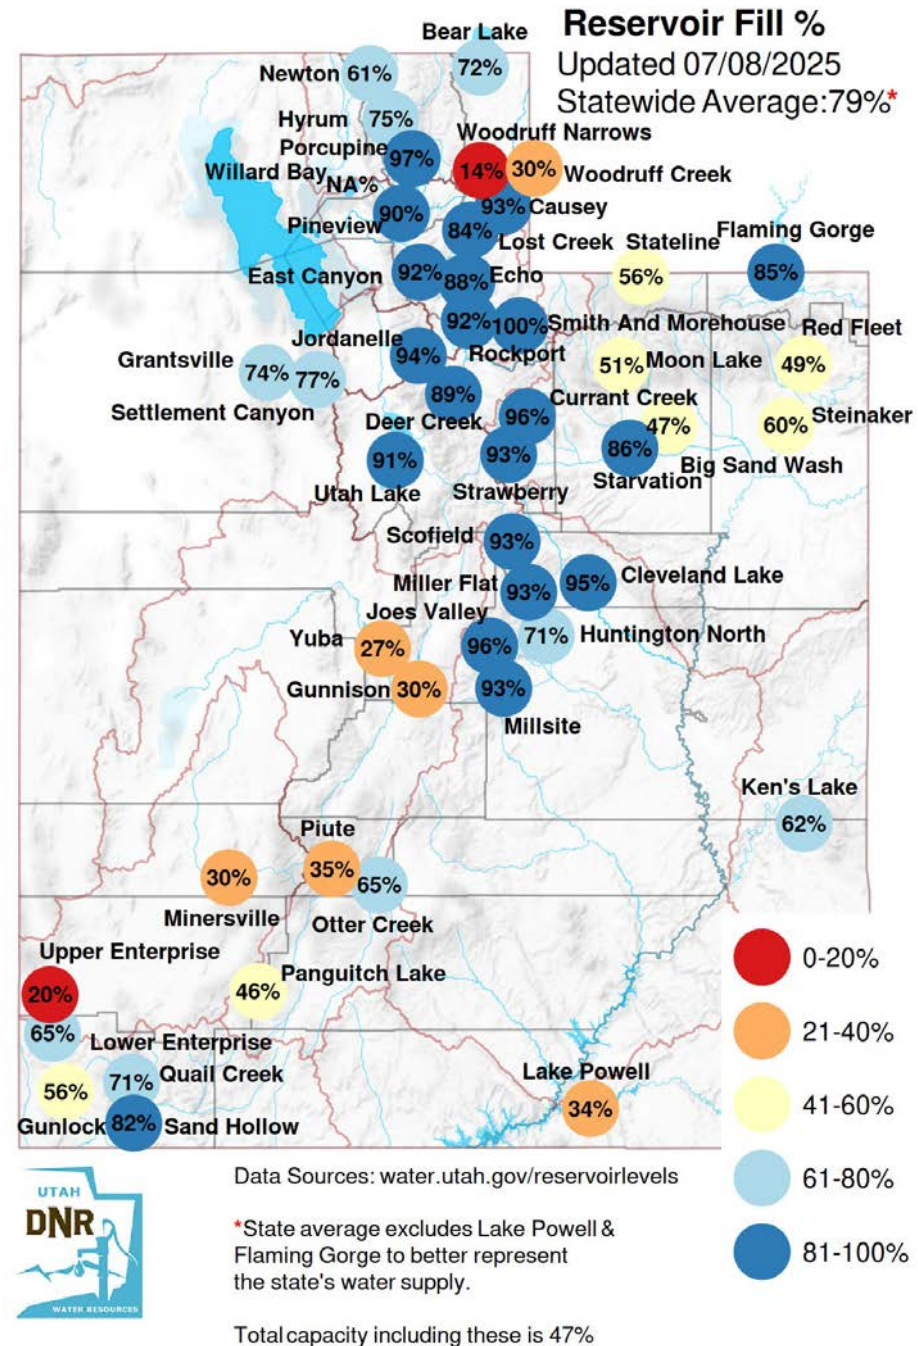 Reservoir Fill %
Updated 07/08/2025
Statewide Average:79%*
Bear Lake
72%
Newton
61%
Hyrum
75%
Porcupine
97%
Woodruff Narrows
14%
30%
Woodruff Creek
Willard Bay
NA%
93%
Causey
Pineview
90%
84%
Lost Creek
Stateline
56%
Flaming Gorge
85%
East Canyon
92%
88%
Echo
92%
Rockport
100%
Smith And Morehouse
Red Fleet
49%
Jordanelle
94%
51%
Moon Lake
Grantsville
74%
77%
Settlement Canyon
89%
Deer Creek
Currant Creek
96%
47%
Big Sand Wash
60%
Steinaker
91%
Utah Lake
93%
Strawberry
86%
Starvation
Scofield
93%
Miller Flat
93%
95%
Cleveland Lake
Joes Valley
96%
71%
Huntington North
Yuba
27%
Gunnison
30%
93%
Millsite
Ken's Lake
62%
Piute
35%
30%
Minersville
65%
Otter Creek
Upper Enterprise
20%
46%
Panguitch Lake
65%
Lower Enterprise
71%
Quail Creek
56%
Gunlock
82%
Sand Hollow
Lake Powell
34%
0-20%
21-40%
41-60%
61-80%
81-100%
UTAH
DNR
WATER RESOURCES
Data Sources: water.utah.gov/reservoirlevels
*State average excludes Lake Powell &
Flaming Gorge to better represent
the state's water supply.
Total capacity including these is 47%